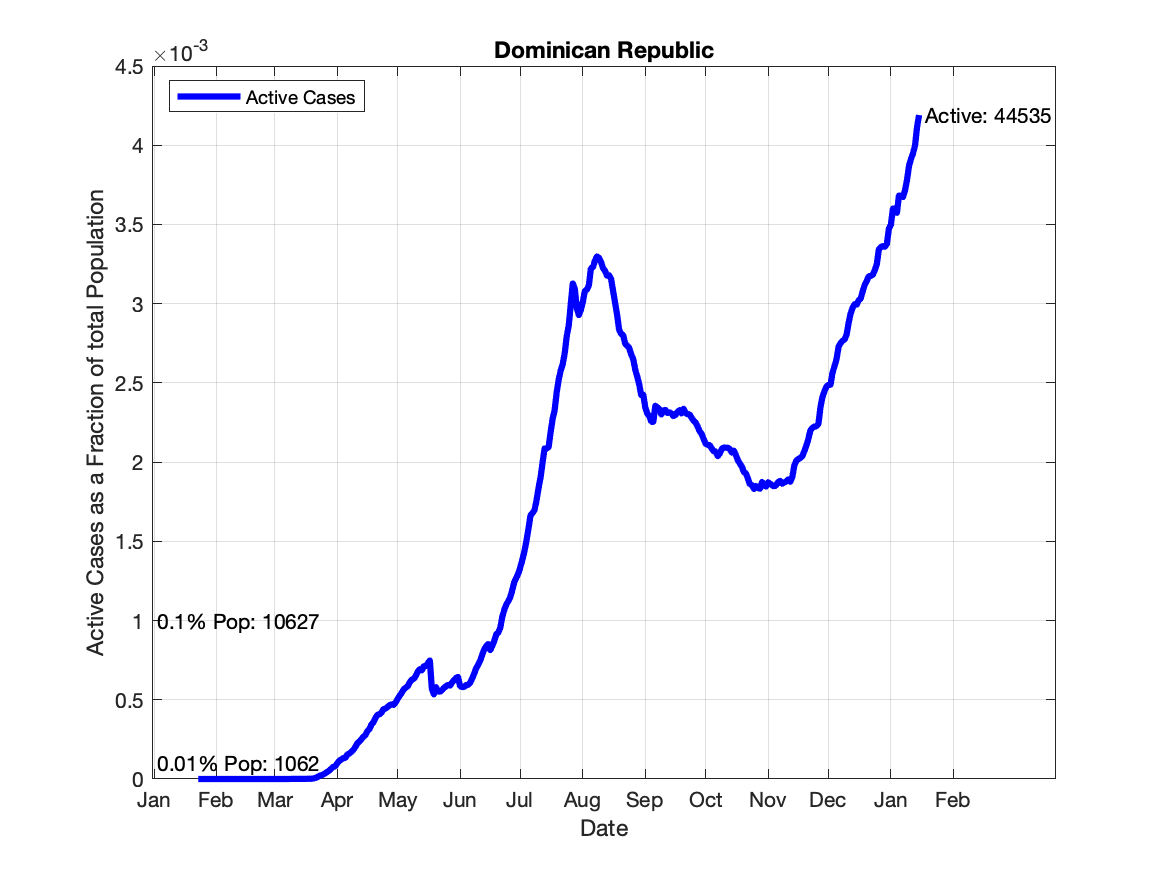 Dominican Republic
×10-3
4.5
4
3.5
3
2.5
2
1.5
1
0.5
0
Active Cases as a Fraction of total Population
Active Cases
Active: 44535
0.1% Pop: 10627
0.01% Pop: 1062
Jan Feb Mar Apr May Jun Jul Aug Sep Oct Nov Dec Jan Feb
Date